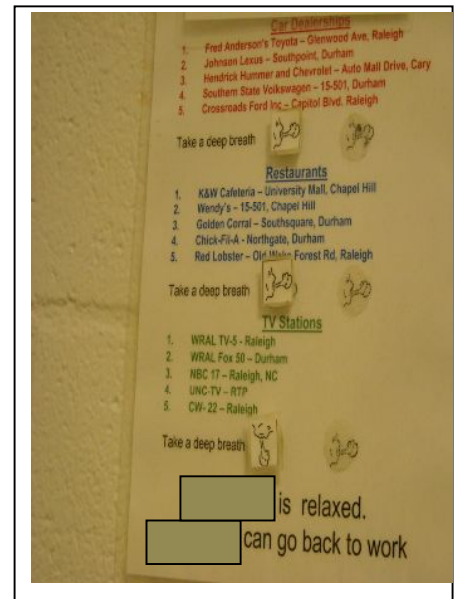 Car Dealerships
1. Fred Anderson's Toyota – Glenwood Ave, Raleigh
2. Johnson Lexus – Southpoint, Durham
3. Hendrick Hummer and Chevrolet – Auto Mall Drive, Cary
4. Southern State Volkswagen – 15-501, Durham
5. Crossroads Ford Inc – Capitol Blvd. Raleigh
Take a deep breath
Restaurants
1. K&W Cafeteria – University Mall, Chapel Hill
2. Wendy's – 15-501, Chapel Hill
3. Golden Corral – Southsquare, Durham
4. Chick-Fil-A - Northgate, Durham
5. Red Lobster – Old Wake Forest Rd, Raleigh
Take a deep breath
TV Stations
1. WRAL TV-5 - Raleigh
2. WRAL Fox 50 – Durham
3. NBC 17 – Raleigh, NC
4. UNC-TV – RTP
5. CW- 22 – Raleigh
Take a deep breath
is relaxed.
can go back to work